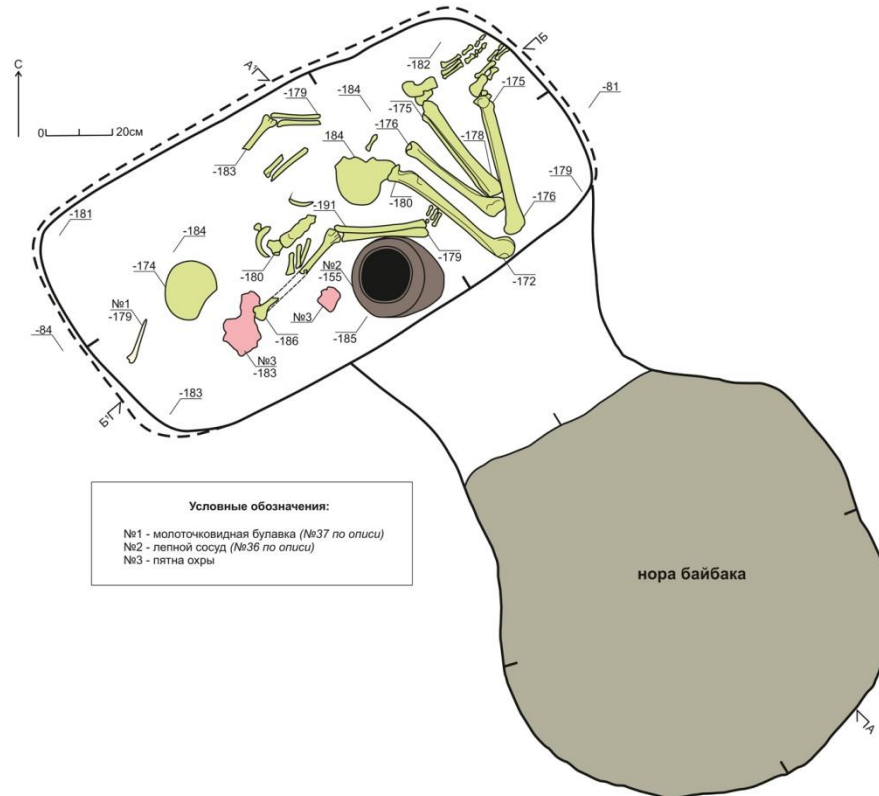 С
0 20см
А¹
-182
Б
-175
-81
-179
-184
-175
-176
184
-178
-183
-179
-180
-176
-191
-181
-184
-179
-180
№2
-155
-172
-174
№1
-179
№3
-186
-185
-84
№3
-183
-183
Б¹
Условные обозначения:
№1 - молоточковидная булавка (№37 по описи)
№2 - лепной сосуд (№36 по описи)
№3 - пятна охры
нора байбака
А